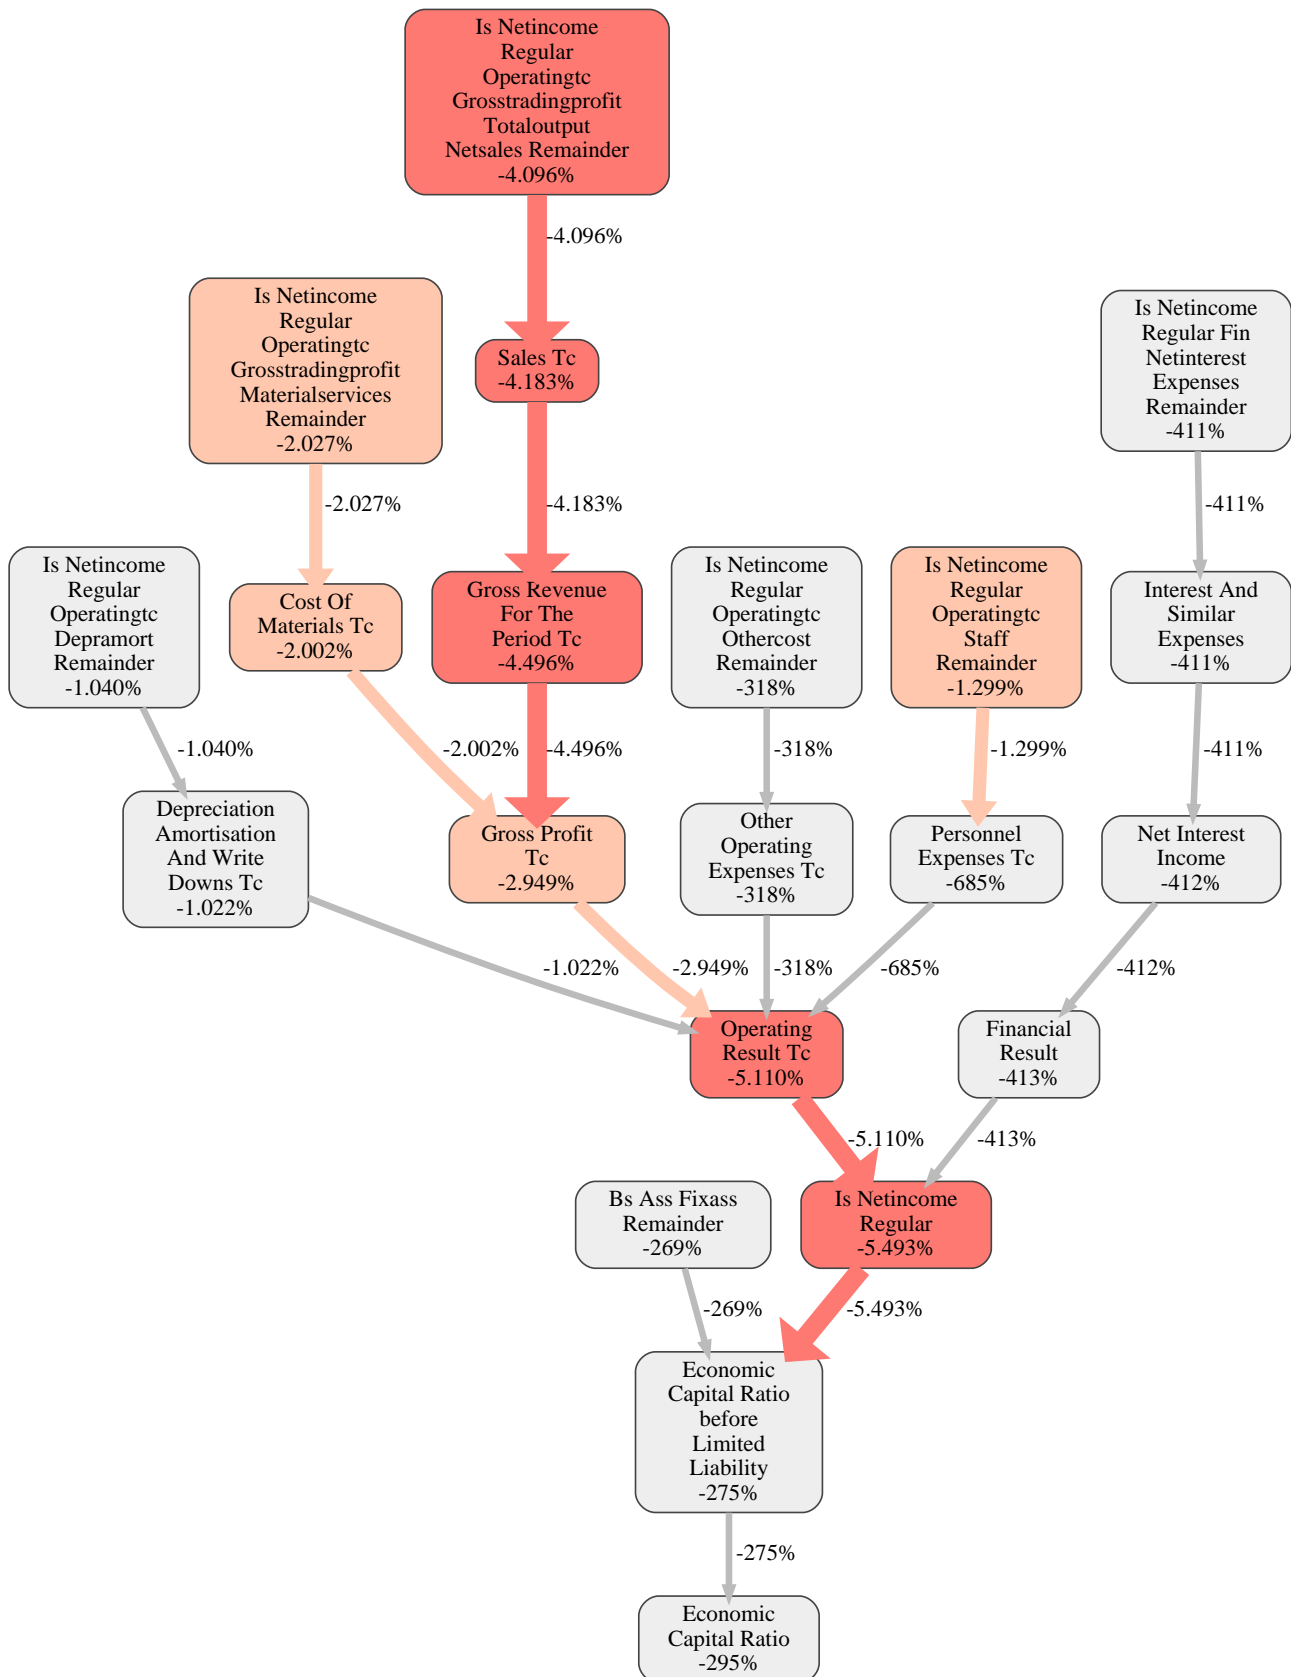 Is Netincome
Regular
Operatingtc
Grosstradingprofit
Totaloutput
Netsales Remainder
-4.096%
-4.096%
Is Netincome
Regular
Operatingtc
Grosstradingprofit
Materialservices
Remainder
-2.027%
Is Netincome
Regular Fin
Netinterest
Expenses
Remainder
-411%
Sales Tc
-4.183%
-2.027%
-4.183%
-411%
Is Netincome
Regular
Operatingtc
Depramort
Remainder
-1.040%
Cost Of
Materials Tc
-2.002%
Gross Revenue
For The
Period Tc
-4.496%
Is Netincome
Regular
Operatingtc
Othercost
Remainder
-318%
Is Netincome
Regular
Operatingtc
Staff
Remainder
-1.299%
Interest And
Similar
Expenses
-411%
-1.040%
-2.002%
-4.496%
-318%
-1.299%
-411%
Depreciation
Amortisation
And Write
Downs Tc
-1.022%
Gross Profit
Tc
-2.949%
Other
Operating
Expenses Tc
-318%
Personnel
Expenses Tc
-685%
Net Interest
Income
-412%
-1.022%
-2.949%
-318%
-685%
-412%
Operating
Result Tc
-5.110%
Financial
Result
-413%
-5.110%
-413%
Bs Ass Fixass
Remainder
-269%
Is Netincome
Regular
-5.493%
-269%
-5.493%
Economic
Capital Ratio
before
Limited
Liability
-275%
-275%
Economic
Capital Ratio
-295%